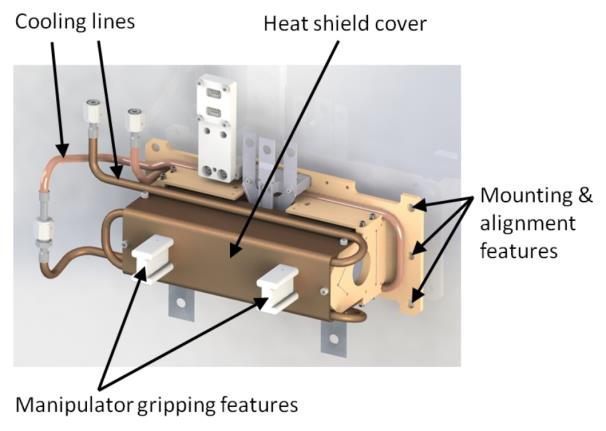 Cooling lines
Heat shield cover
Mounting &
alignment
features
Manipulator gripping features